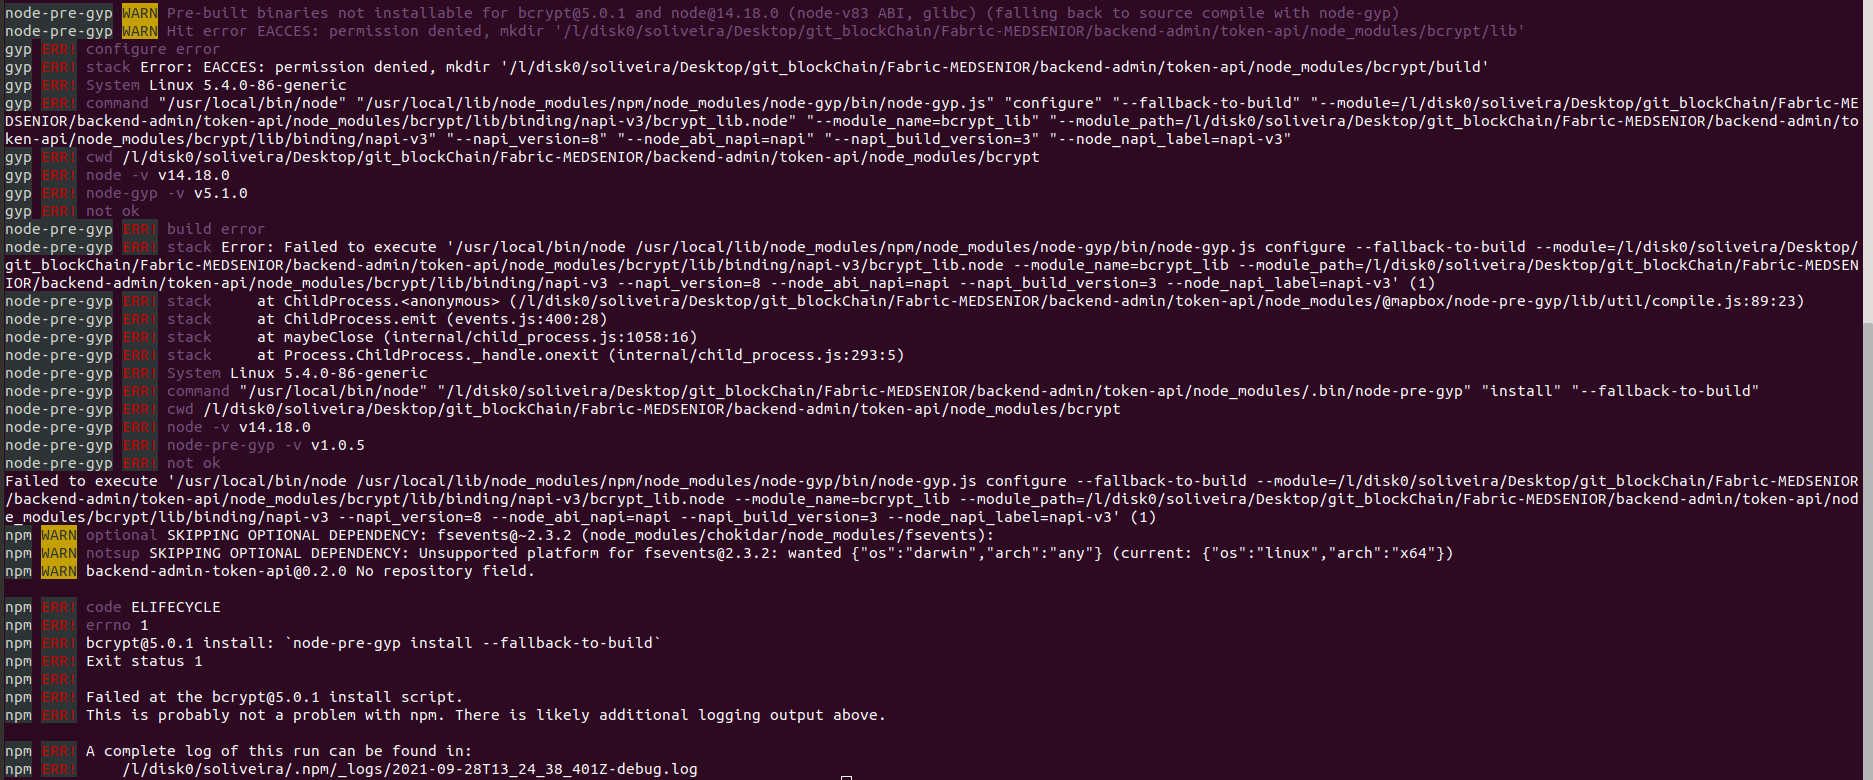 node-pre-gyp WARN Pre-built binaries not installable for bcrypt@5.0.1 and node@14.18.0 (node-v83 ABI, glibc) (falling back to source compile with node-gyp)
node-pre-gyp WARN Hit error EACCES: permission denied, mkdir '/l/disk0/soliveira/Desktop/git_blockChain/Fabric-MEDSENIOR/backend-admin/token-api/node_modules/bcrypt/lib'
gyp ERR! configure error
gyp ERR! stack Error: EACCES: permission denied, mkdir '/l/disk0/soliveira/Desktop/git_blockChain/Fabric-MEDSENIOR/backend-admin/token-api/node_modules/bcrypt/build'
gyp ERR! System Linux 5.4.0-86-generic
gyp ERR! command "/usr/local/bin/node" "/usr/local/lib/node_modules/npm/node_modules/node-gyp/bin/node-gyp.js" "configure" "--fallback-to-build" "--module=/l/disk0/soliveira/Desktop/git_blockChain/Fabric-ME
DSENIOR/backend-admin/token-api/node_modules/bcrypt/lib/binding/napi-v3/bcrypt_lib.node" "--module_name=bcrypt_lib" "--module_path=/l/disk0/soliveira/Desktop/git_blockChain/Fabric-MEDSENIOR/backend-admin/to
ken-api/node_modules/bcrypt/lib/binding/napi-v3" "--napi_version=8" "--node_abi_napi=napi" "--napi_build_version=3" "--node_napi_label=napi-v3"
gyp ERR! cwd /l/disk0/soliveira/Desktop/git_blockChain/Fabric-MEDSENIOR/backend-admin/token-api/node_modules/bcrypt
gyp ERR! node -v v14.18.0
gyp ERR! node-gyp -v v5.1.0
gyp ERR! not ok
node-pre-gyp ERR! build error
node-pre-gyp ERR! stack Error: Failed to execute '/usr/local/bin/node /usr/local/lib/node_modules/npm/node_modules/node-gyp/bin/node-gyp.js configure --fallback-to-build --module=/l/disk0/soliveira/Desktop/
git_blockChain/Fabric-MEDSENIOR/backend-admin/token-api/node_modules/bcrypt/lib/binding/napi-v3/bcrypt_lib.node --module_name=bcrypt_lib --module_path=/l/disk0/soliveira/Desktop/git_blockChain/Fabric-MEDSEN
IOR/backend-admin/token-api/node_modules/bcrypt/lib/binding/napi-v3 --napi_version=8 --node_abi_napi=napi --napi_build_version=3 --node_napi_label=napi-v3' (1)
node-pre-gyp ERR! stack     at ChildProcess.<anonymous> (/l/disk0/soliveira/Desktop/git_blockChain/Fabric-MEDSENIOR/backend-admin/token-api/node_modules/@mapbox/node-pre-gyp/lib/util/compile.js:89:23)
node-pre-gyp ERR! stack     at ChildProcess.emit (events.js:400:28)
node-pre-gyp ERR! stack     at maybeClose (internal/child_process.js:1058:16)
node-pre-gyp ERR! stack     at Process.ChildProcess._handle.onexit (internal/child_process.js:293:5)
node-pre-gyp ERR! System Linux 5.4.0-86-generic
node-pre-gyp ERR! command "/usr/local/bin/node" "/l/disk0/soliveira/Desktop/git_blockChain/Fabric-MEDSENIOR/backend-admin/token-api/node_modules/.bin/node-pre-gyp" "install" "--fallback-to-build"
node-pre-gyp ERR! cwd /l/disk0/soliveira/Desktop/git_blockChain/Fabric-MEDSENIOR/backend-admin/token-api/node_modules/bcrypt
node-pre-gyp ERR! node -v v14.18.0
node-pre-gyp ERR! node-pre-gyp -v v1.0.5
node-pre-gyp ERR! not ok
Failed to execute '/usr/local/bin/node /usr/local/lib/node_modules/npm/node_modules/node-gyp/bin/node-gyp.js configure --fallback-to-build --module=/l/disk0/soliveira/Desktop/git_blockChain/Fabric-MEDSENIOR
/backend-admin/token-api/node_modules/bcrypt/lib/binding/napi-v3/bcrypt_lib.node --module_name=bcrypt_lib --module_path=/l/disk0/soliveira/Desktop/git_blockChain/Fabric-MEDSENIOR/backend-admin/token-api/nod
e_modules/bcrypt/lib/binding/napi-v3 --napi_version=8 --node_abi_napi=napi --napi_build_version=3 --node_napi_label=napi-v3' (1)
npm WARN optional SKIPPING OPTIONAL DEPENDENCY: fsevents@~2.3.2 (node_modules/chokidar/node_modules/fsevents):
npm WARN notsup SKIPPING OPTIONAL DEPENDENCY: Unsupported platform for fsevents@2.3.2: wanted {"os":"darwin","arch":"any"} (current: {"os":"linux","arch":"x64"})
npm WARN backend-admin-token-api@0.2.0 No repository field.
npm ERR! code ELIFECYCLE
npm ERR! errno 1
npm ERR! bcrypt@5.0.1 install: `node-pre-gyp install --fallback-to-build`
npm ERR! Exit status 1
npm ERR!
npm ERR! Failed at the bcrypt@5.0.1 install script.
npm ERR! This is probably not a problem with npm. There is likely additional logging output above.
npm ERR! A complete log of this run can be found in:
npm ERR!     /l/disk0/soliveira/.npm/_logs/2021-09-28T13_24_38_401Z-debug.log